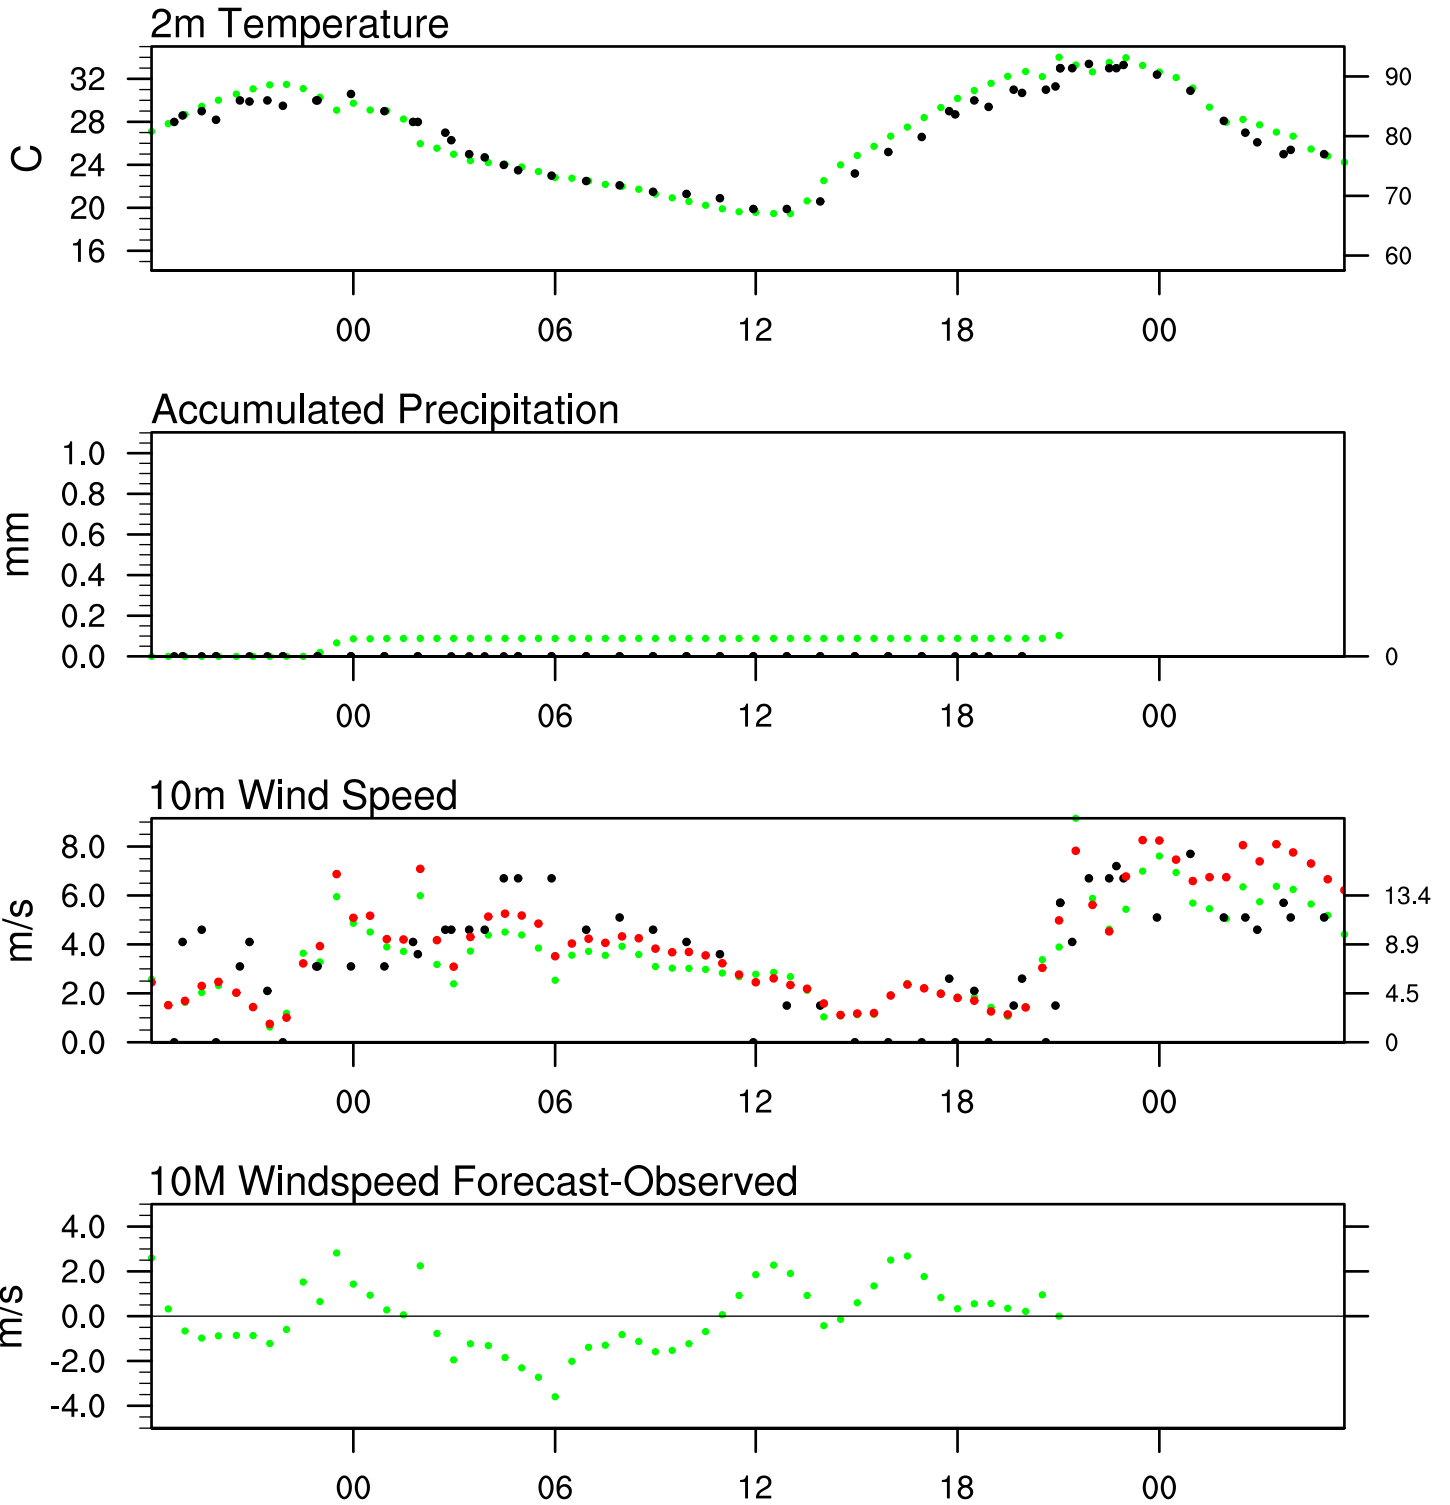 2m Temperature
32
28
24
20
16
C
90
80
70
60
00 06 12 18 00
Accumulated Precipitation
1.0
0.8
0.6
0.4
0.2
0.0
mm
0
00 06 12 18 00
10m Wind Speed
8.0
6.0
4.0
2.0
0.0
m/s
13.4
8.9
4.5
0
00 06 12 18 00
10M Windspeed Forecast-Observed
4.0
2.0
0.0
-2.0
-4.0
m/s
00 06 12 18 00